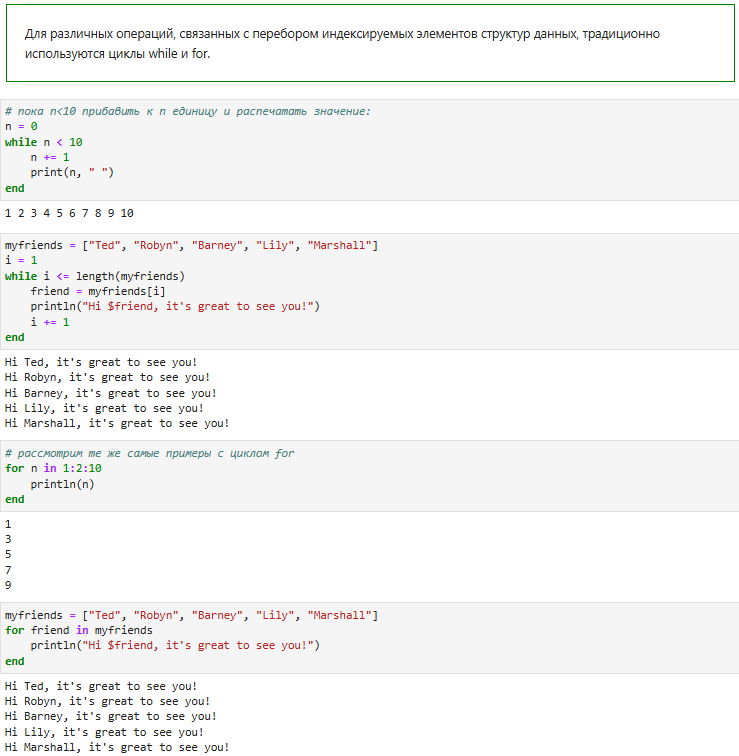 Для различных операций, связанных с перебором индексируемых элементов структур данных, традиционно
используются циклы while и for.
# пока n<10 прибавить к n единицу и распечатать значение:
n = 0
while n < 10
    n += 1
    print(n, " ")
end
1 2 3 4 5 6 7 8 9 10
myfriends = ["Ted", "Robyn", "Barney", "Lily", "Marshall"]
i = 1
while i <= length(myfriends)
    friend = myfriends[i]
    println("Hi $friend, it's great to see you!")
    i += 1
end
Hi Ted, it's great to see you!
Hi Robyn, it's great to see you!
Hi Barney, it's great to see you!
Hi Lily, it's great to see you!
Hi Marshall, it's great to see you!
# рассмотрим те же самые примеры с циклом for
for n in 1:2:10
    println(n)
end
1
3
5
7
9
myfriends = ["Ted", "Robyn", "Barney", "Lily", "Marshall"]
for friend in myfriends
    println("Hi $friend, it's great to see you!")
end
Hi Ted, it's great to see you!
Hi Robyn, it's great to see you!
Hi Barney, it's great to see you!
Hi Lily, it's great to see you!
Hi Marshall, it's great to see you!